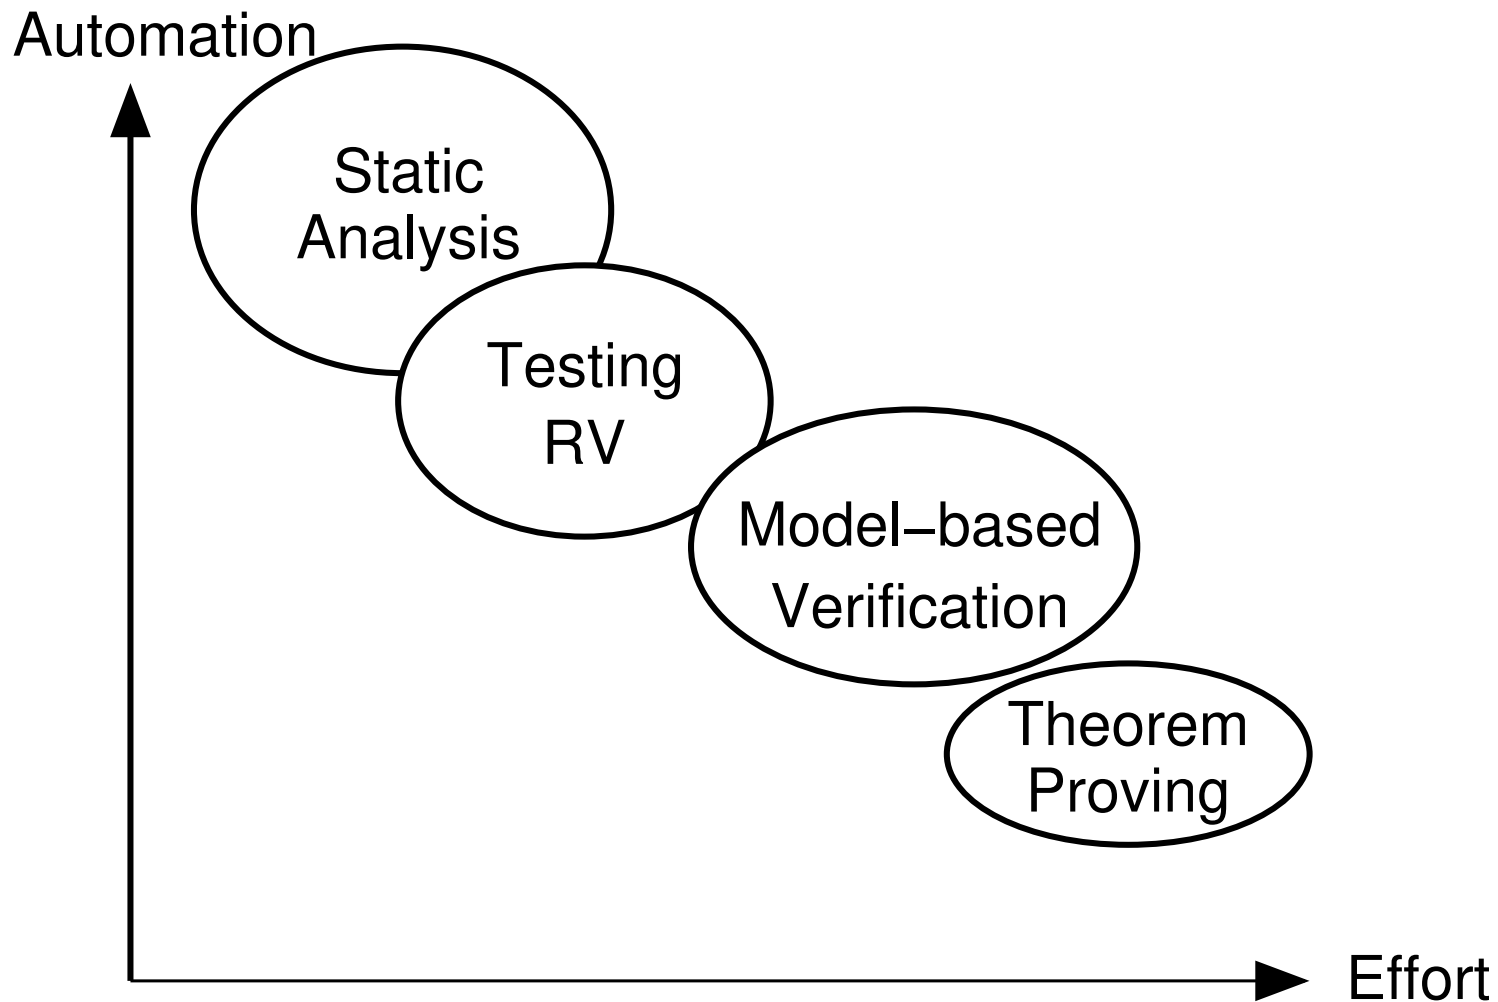 Automation
Static
Analysis
Testing
RV
Model−based
Verification
Theorem
Proving
Effort